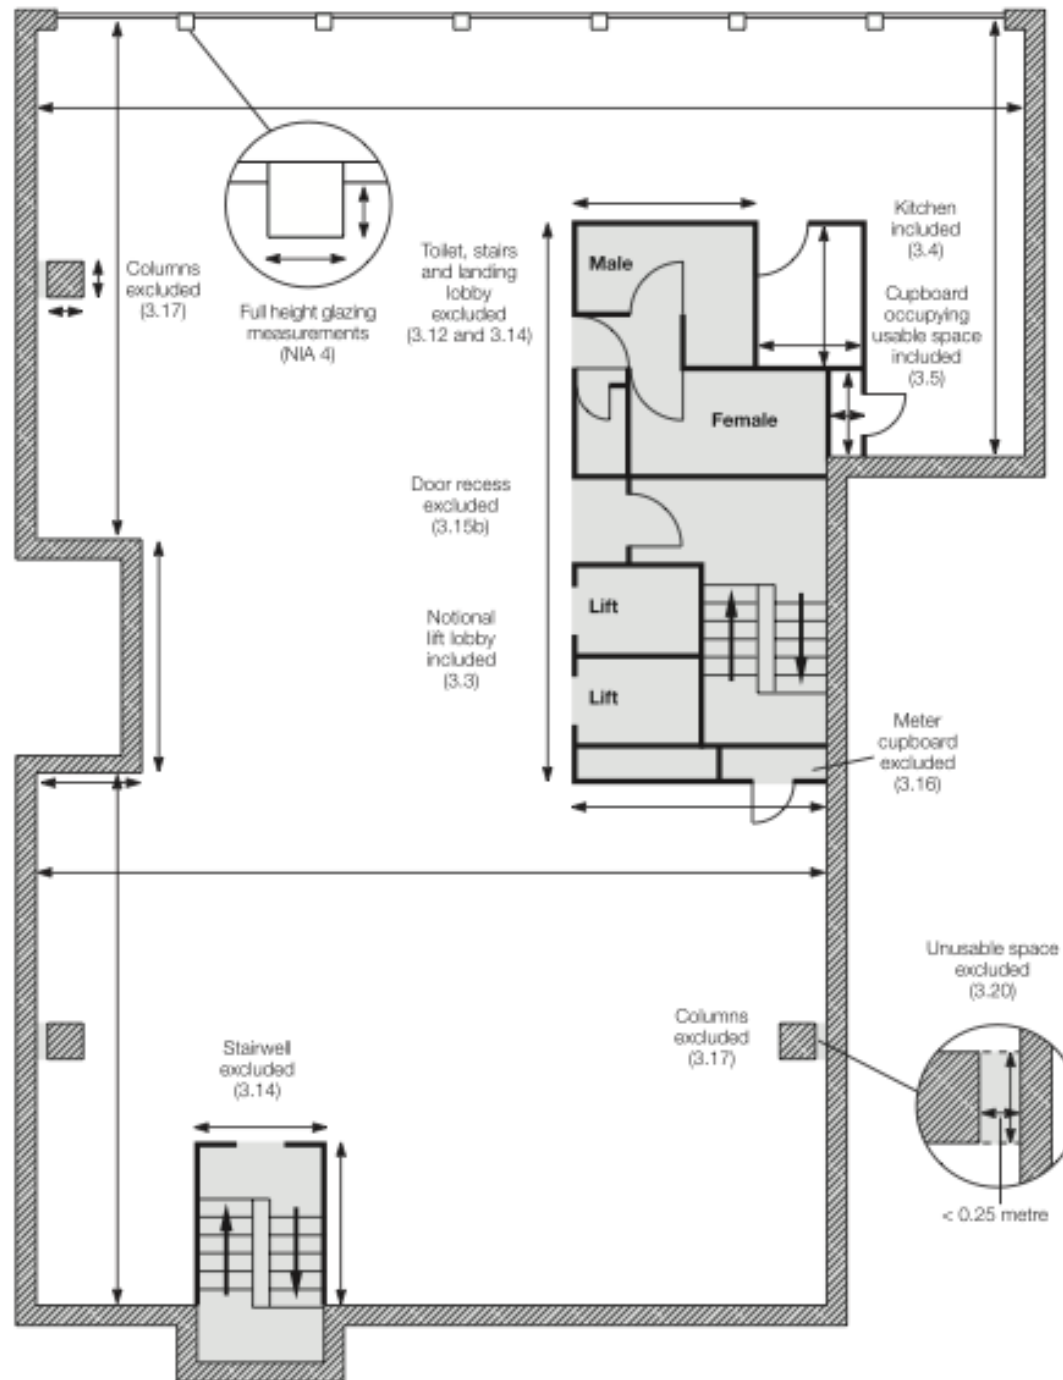 Male
Kitchen
included
(3.4)
Toilet, stairs
and landing
lobby
excluded
(3.12 and 3.14)
Columns
excluded
(3.17)
Full height glazing
measurements
(NIA 4)
Cupboard
occupying
usable space
included
(3.5)
Female
Door recess
excluded
(3.15b)
Lift
Notional
lift lobby
included
(3.3)
Lift
Meter
cupboard
excluded
(3.16)
Unusable space
excluded
(3.20)
Columns
excluded
(3.17)
Stairwell
excluded
(3.14)
< 0.25 metre